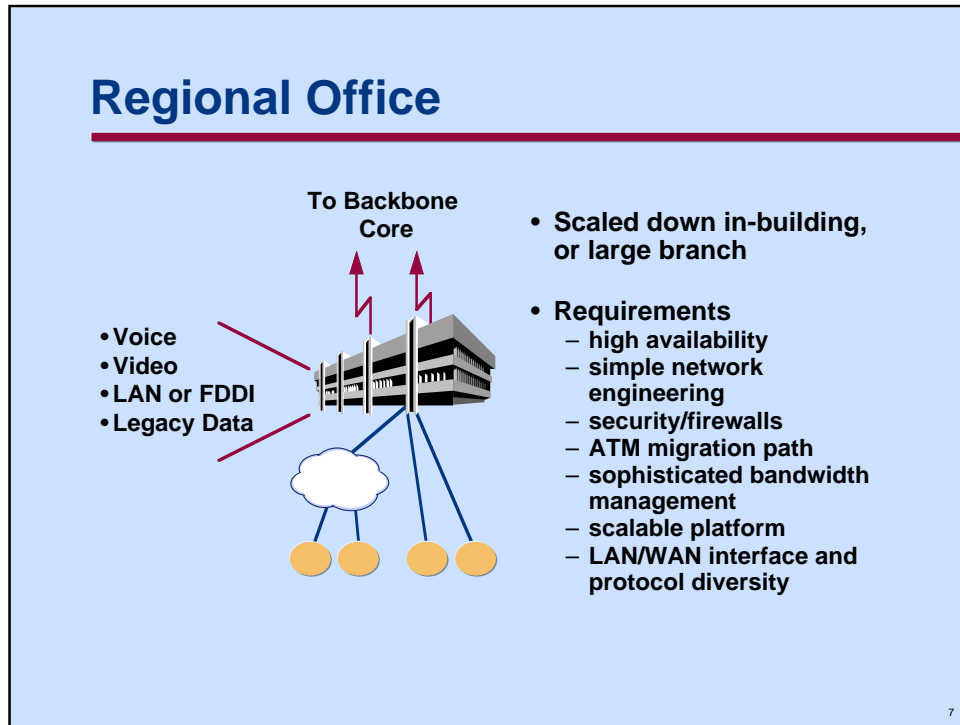 Regional Office
To Backbone
Core
• Voice
• Video
• LAN or FDDI
• Legacy Data
• Scaled down in-building,
or large branch
• Requirements
– high availability
– simple network
engineering
– security/firewalls
– ATM migration path
– sophisticated bandwidth
management
– scalable platform
– LAN/WAN interface and
protocol diversity
7